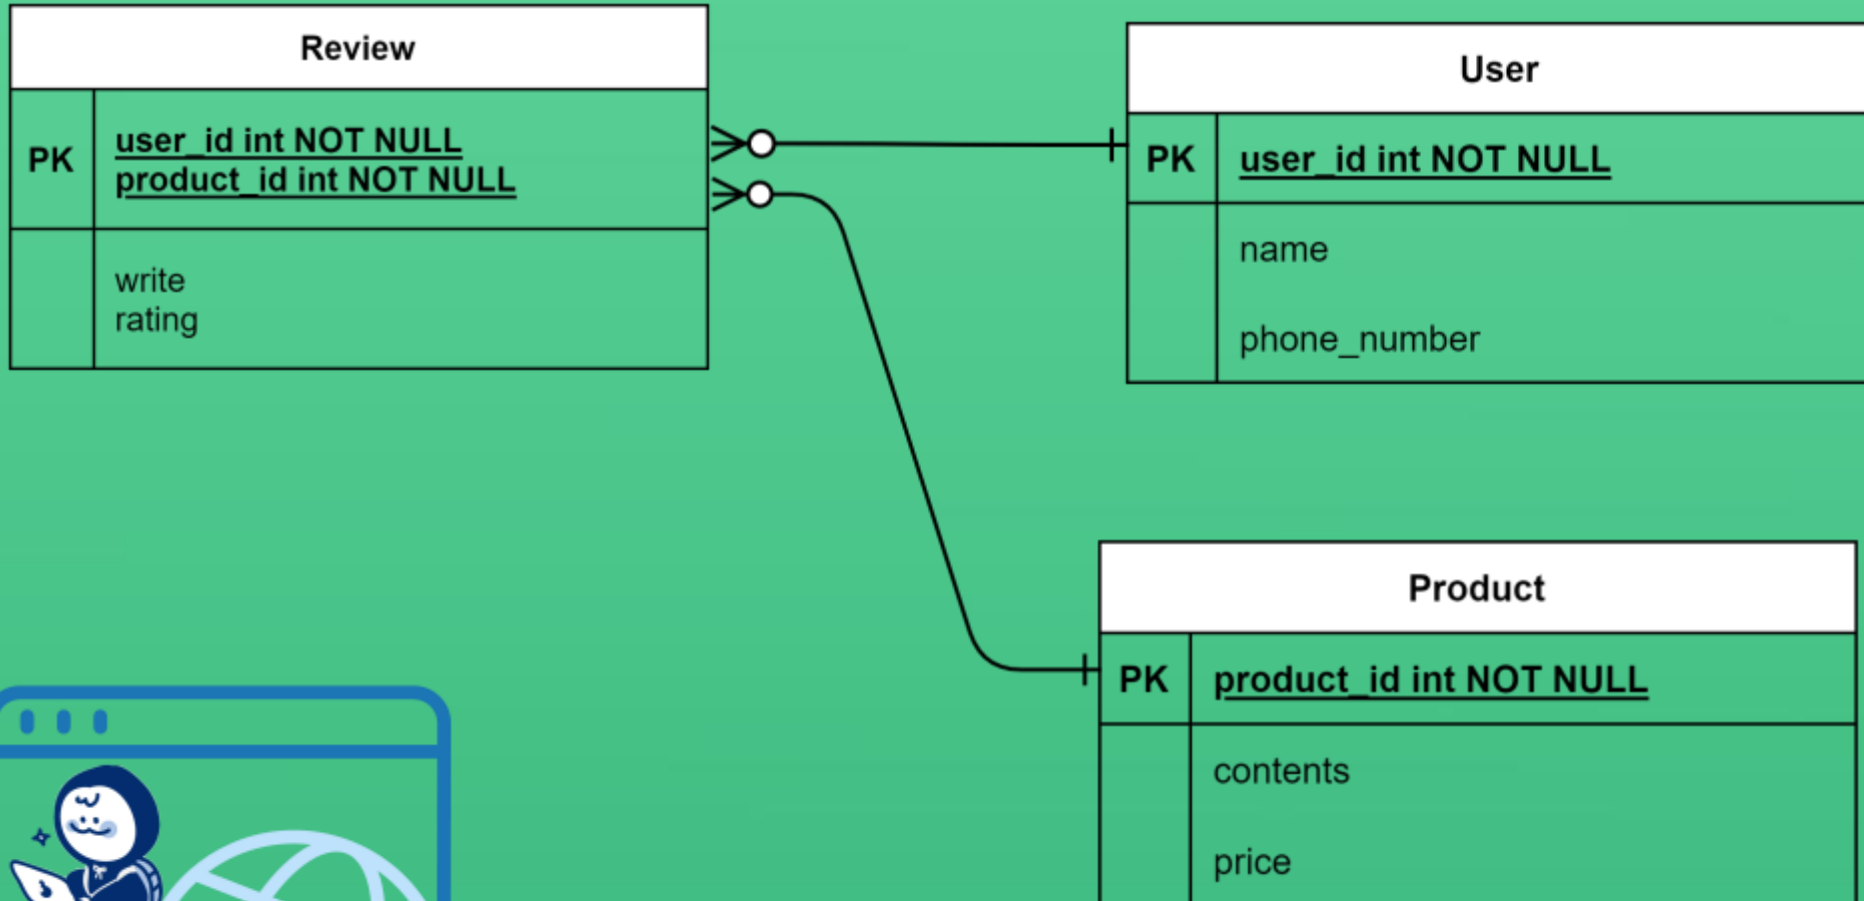 Review
PK
user_id int NOT NULL
product_id int NOT NULL
write
rating
User
PK
user_id int NOT NULL
name
phone_number
Product
PK
product_id int NOT NULL
contents
price